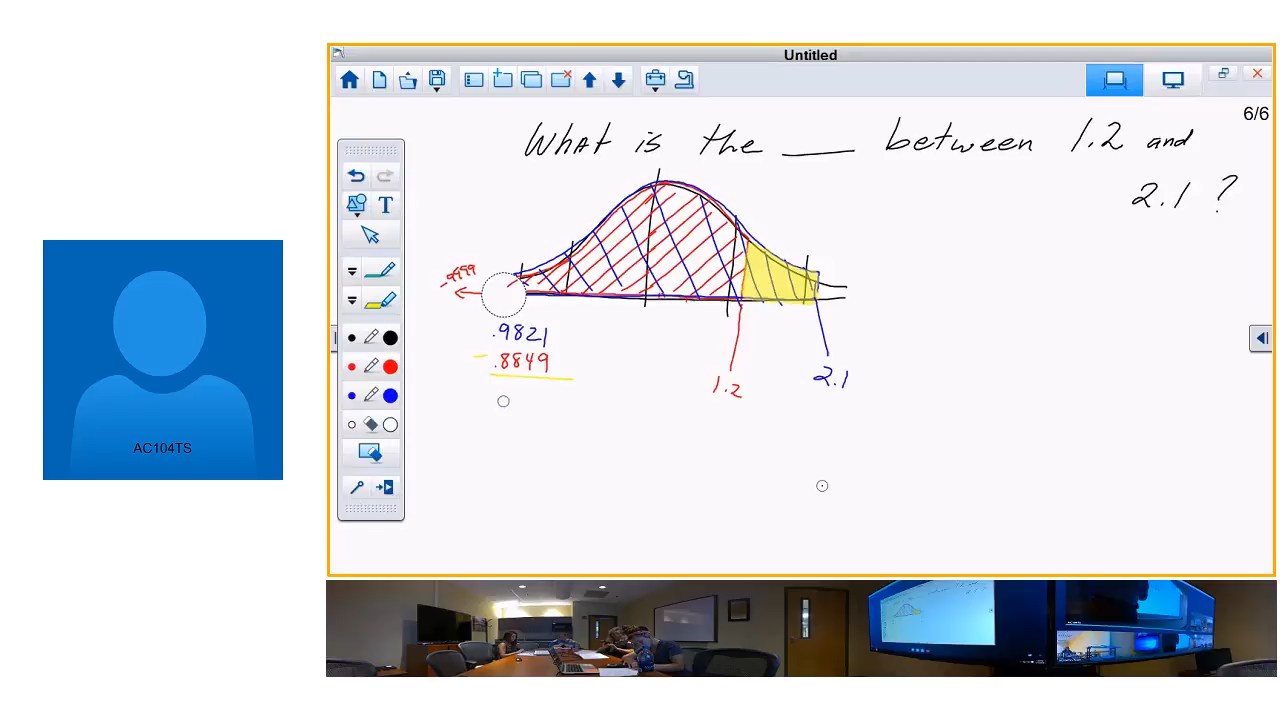 Untitled
6/6
What is the ___ between 1.2 and
2.1 ?
T
-.9999
.9821
- .8849
1.2
2.1
AC104TS